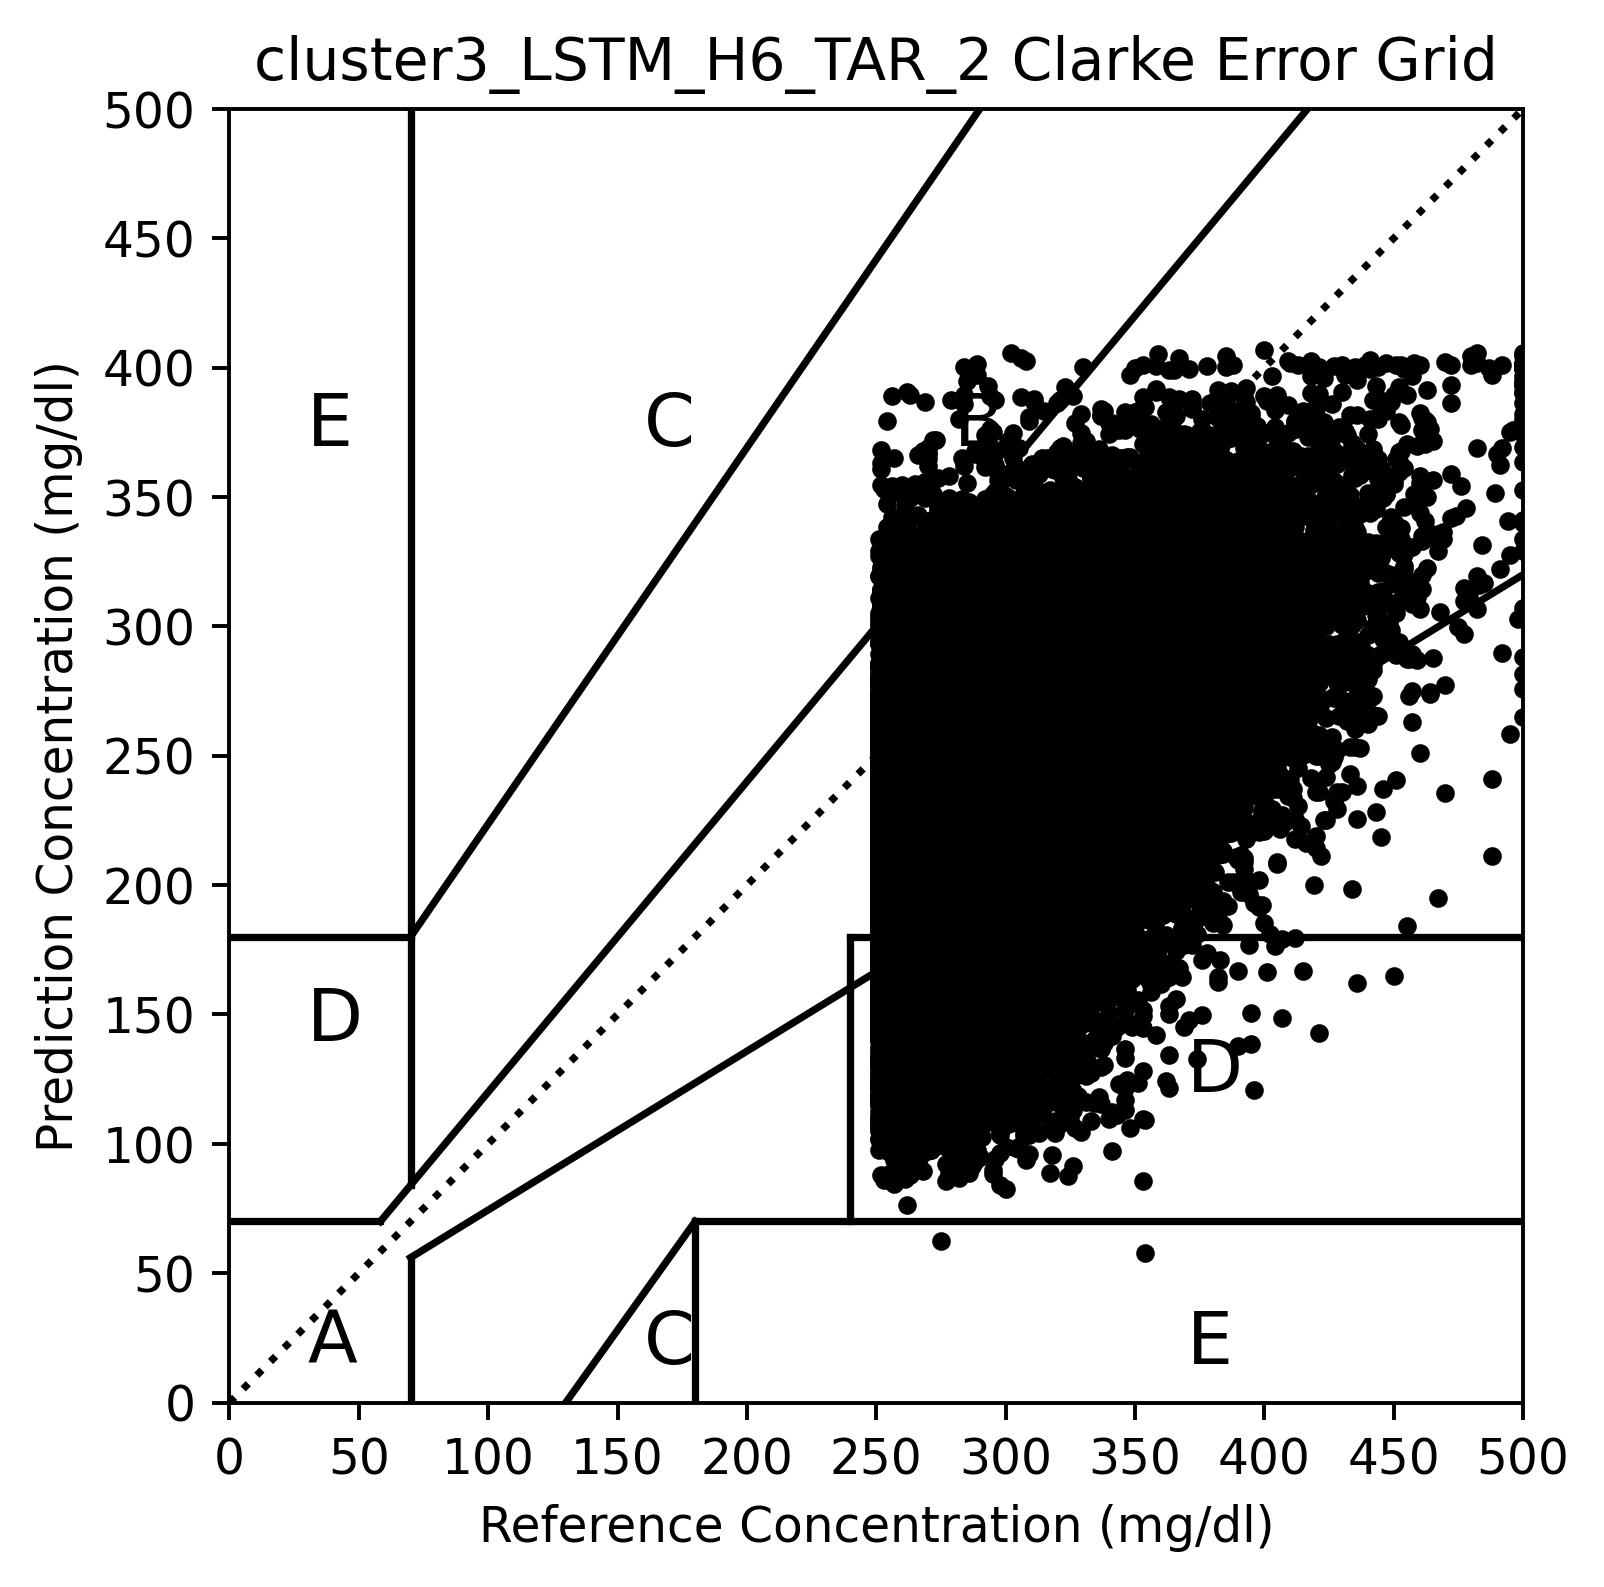 cluster3_LSTM_H6_TAR_2 Clarke Error Grid
500
450
400
350
300
250
200
150
100
50
0
Prediction Concentration (mg/dl)
E
C
B
D
D
A
C
E
0 50 100 150 200 250 300 350 400 450 500
Reference Concentration (mg/dl)